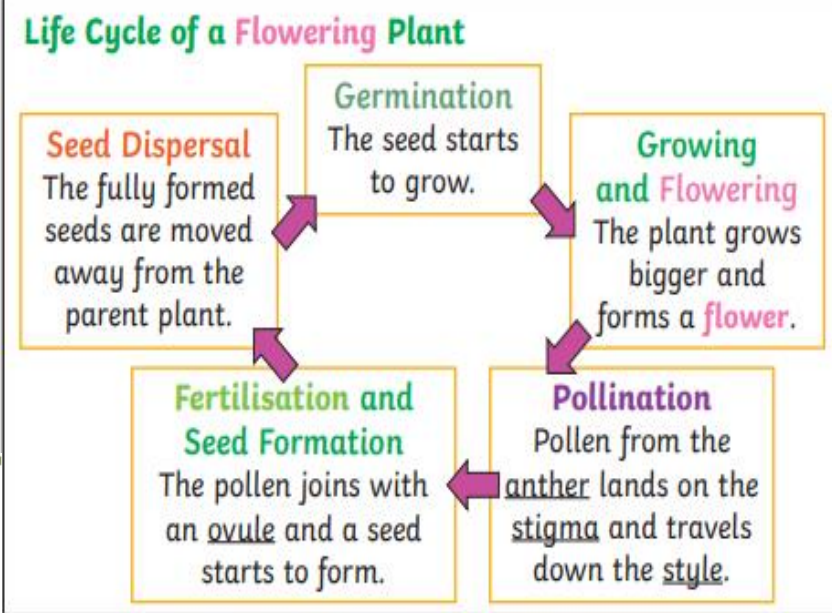 Life Cycle of a Flowering Plant
Germination
The seed starts
to grow.
Growing
and Flowering
The plant grows
bigger and
forms a flower.
Pollination
Pollen from the
anther lands on the
stigma and travels
down the style.
Fertilisation and
Seed Formation
The pollen joins with
an ovule and a seed
starts to form.
Seed Dispersal
The fully formed
seeds are moved
away from the
parent plant.